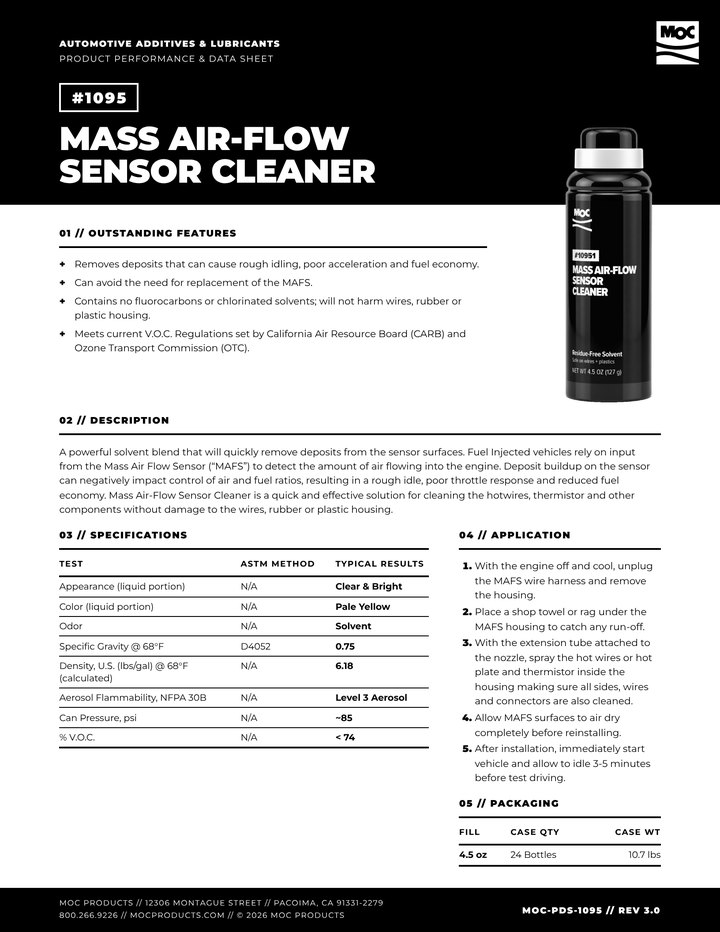 AUTOMOTIVE ADDITIVES & LUBRICANTS
PRODUCT PERFORMANCE & DATA SHEET
MOC
#1095
MASS AIR-FLOW
SENSOR CLEANER
01 // OUTSTANDING FEATURES
+ Removes deposits that can cause rough idling, poor acceleration and fuel economy.
+ Can avoid the need for replacement of the MAFS.
+ Contains no fluorocarbons or chlorinated solvents; will not harm wires, rubber or
plastic housing.
+ Meets current V.O.C. Regulations set by California Air Resource Board (CARB) and
Ozone Transport Commission (OTC).
MOC
#10951
MASS AIR-FLOW
SENSOR
CLEANER
Residue-Free Solvent
Safe on wires + plastics
NET WT 4.5 OZ (127 g)
02 // DESCRIPTION
A powerful solvent blend that will quickly remove deposits from the sensor surfaces. Fuel Injected vehicles rely on input
from the Mass Air Flow Sensor (“MAFS”) to detect the amount of air flowing into the engine. Deposit buildup on the sensor
can negatively impact control of air and fuel ratios, resulting in a rough idle, poor throttle response and reduced fuel
economy. Mass Air-Flow Sensor Cleaner is a quick and effective solution for cleaning the hotwires, thermistor and other
components without damage to the wires, rubber or plastic housing.
03 // SPECIFICATIONS
TEST ASTM METHOD TYPICAL RESULTS
Appearance (liquid portion) N/A Clear & Bright
Color (liquid portion) N/A Pale Yellow
Odor N/A Solvent
Specific Gravity @ 68°F D4052 0.75
Density, U.S. (lbs/gal) @ 68°F N/A 6.18
(calculated)
Aerosol Flammability, NFPA 30B N/A Level 3 Aerosol
Can Pressure, psi N/A ~85
% V.O.C. N/A < 74
04 // APPLICATION
1. With the engine off and cool, unplug
the MAFS wire harness and remove
the housing.
2. Place a shop towel or rag under the
MAFS housing to catch any run-off.
3. With the extension tube attached to
the nozzle, spray the hot wires or hot
plate and thermistor inside the
housing making sure all sides, wires
and connectors are also cleaned.
4. Allow MAFS surfaces to air dry
completely before reinstalling.
5. After installation, immediately start
vehicle and allow to idle 3-5 minutes
before test driving.
05 // PACKAGING
FILL CASE QTY CASE WT
4.5 oz 24 Bottles 10.7 lbs
MOC PRODUCTS // 12306 MONTAGUE STREET // PACOIMA, CA 91331-2279
800.266.9226 // MOCPRODUCTS.COM // © 2026 MOC PRODUCTS
MOC-PDS-1095 // REV 3.0